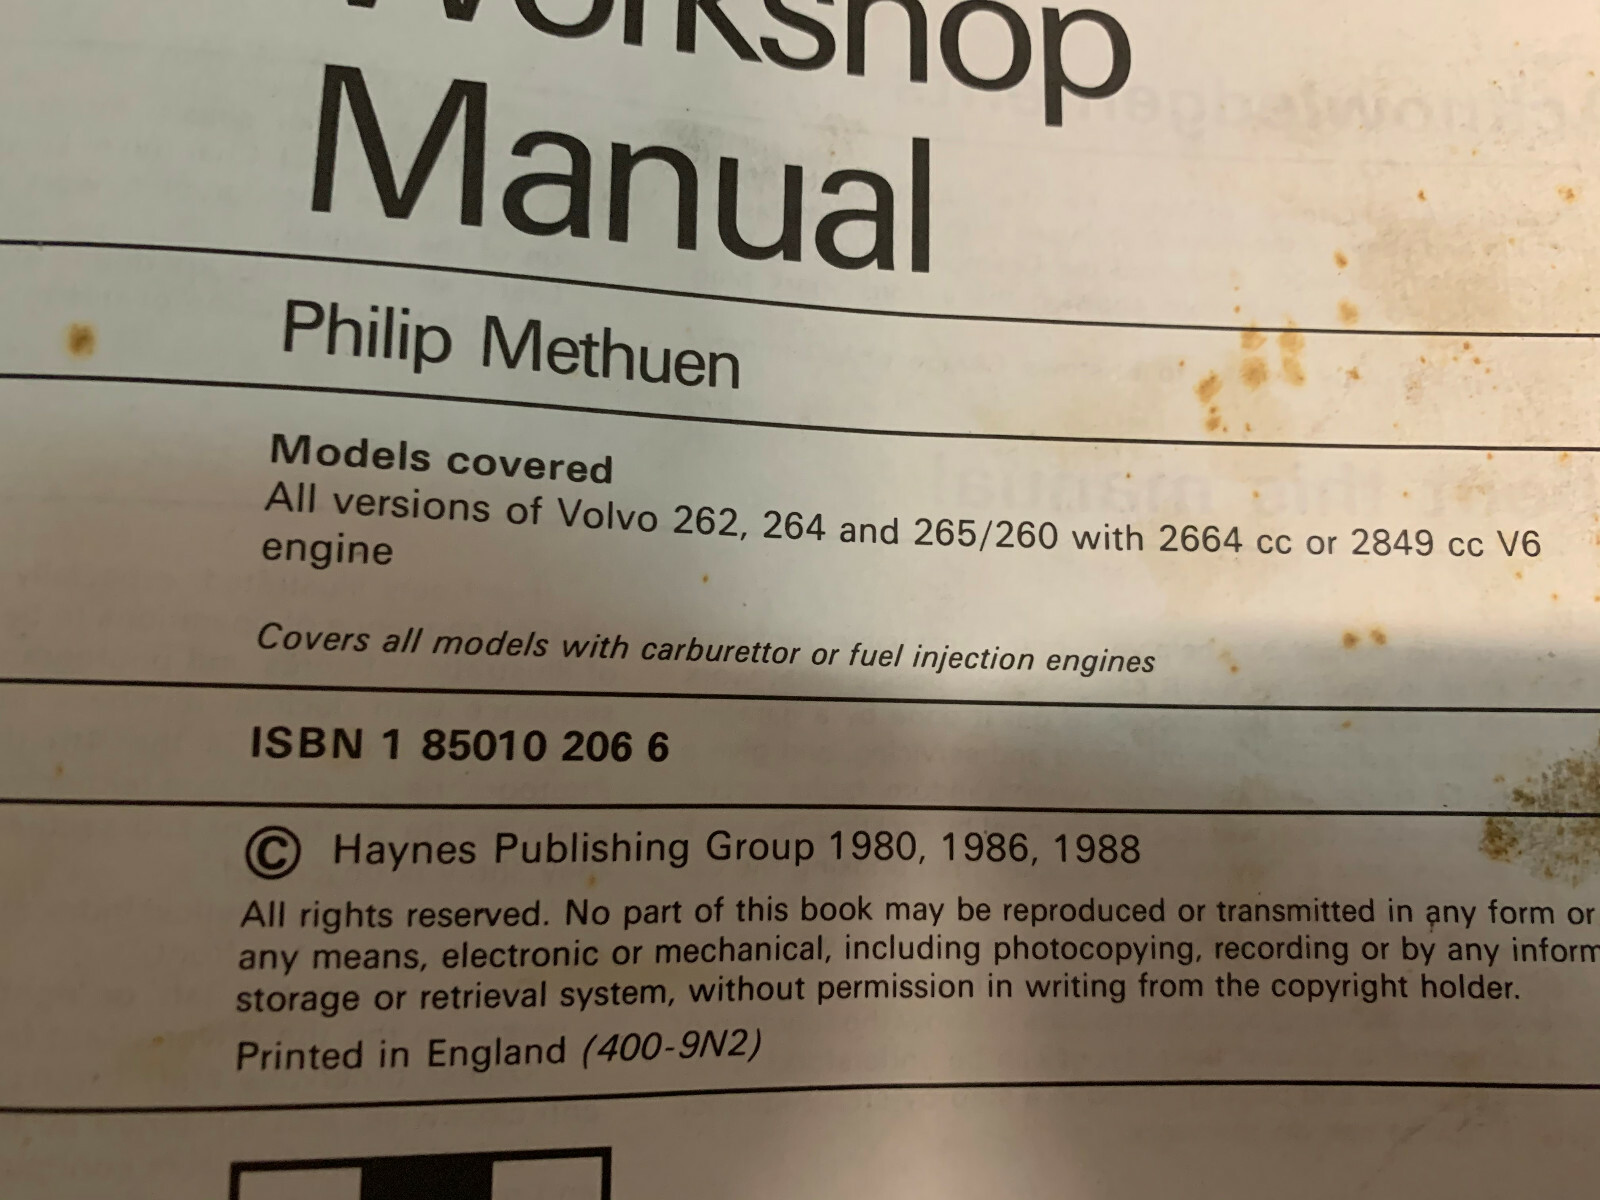 Workshop
Manual
Philip Methuen
Models covered
All versions of Volvo 262, 264 and 265/260 with 2664 cc or 2849 cc V6
engine
Covers all models with carburettor or fuel injection engines
ISBN 1 85010 206 6
© Haynes Publishing Group 1980, 1986, 1988
All rights reserved. No part of this book may be reproduced or transmitted in any form or
any means, electronic or mechanical, including photocopying, recording or by any inform
storage or retrieval system, without permission in writing from the copyright holder.
Printed in England (400-9N2)